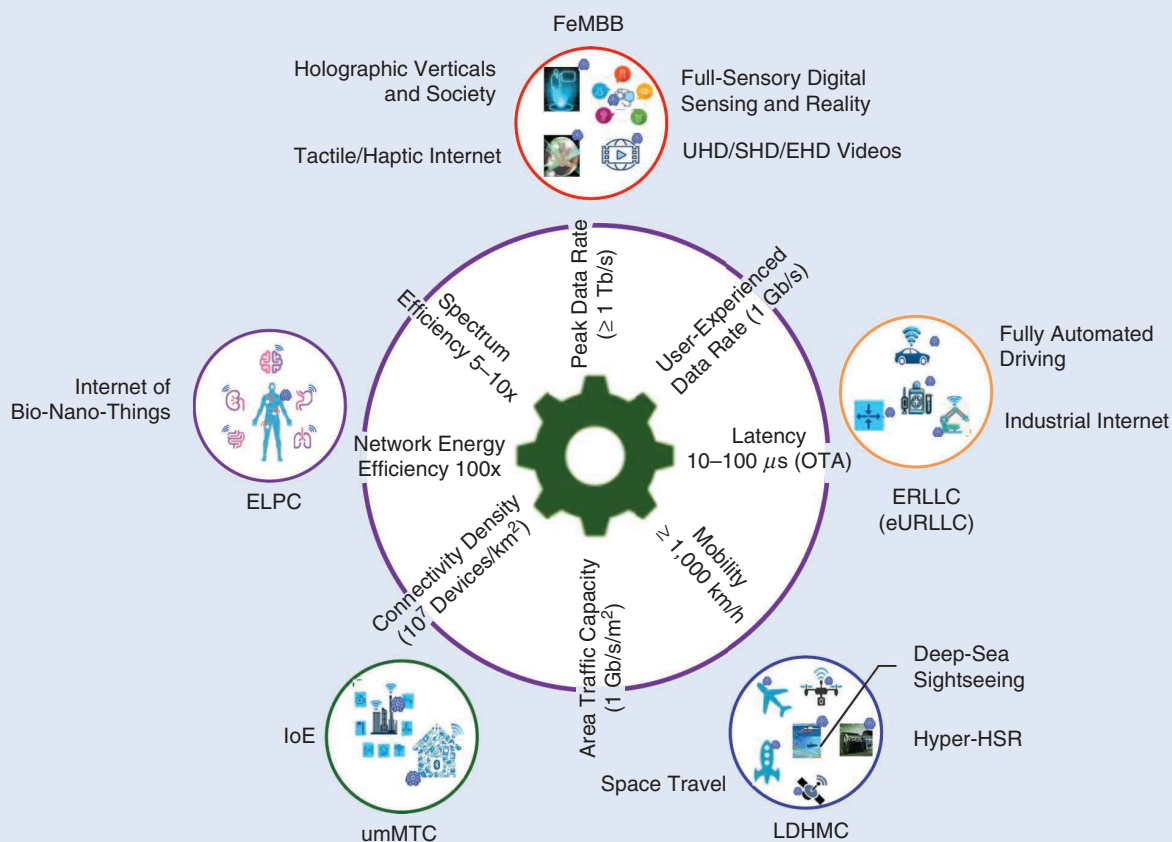 FeMBB
Holographic Verticals
and Society
Full-Sensory Digital
Sensing and Reality
Tactile/Haptic Internet
UHD/SHD/EHD Videos
Peak Data Rate
(≥ 1 Tb/s)
User-Experienced
Data Rate (1 Gb/s)
Spectrum
Efficiency 5–10x
Network Energy
Efficiency 100x
Latency
10–100 μs (OTA)
Connectivity Density
(10⁷ Devices/km²)
Area Traffic Capacity
(1 Gb/s/m²)
Mobility
≥ 1,000 km/h
Internet of
Bio-Nano-Things
ELPC
Fully Automated
Driving
Industrial Internet
ERLLC
(eURLLC)
IoE
umMTC
Deep-Sea
Sightseeing
Hyper-HSR
Space Travel
LDHMC